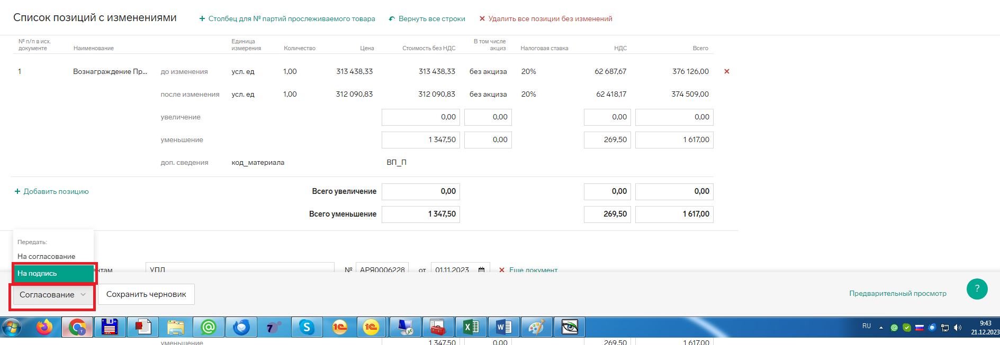 Список позиций с изменениями
+ Столбец для № партий прослеживаемого товара
Вернуть все строки
× Удалить все позиции без изменений
№ п/п в исх. документе
Наименование
Единица измерения
Количество
Цена
Стоимость без НДС
В том числе акциз
Налоговая ставка
НДС
Всего
1 Вознаграждение Пр... до изменения усл. ед 1,00 313 438,33 313 438,33 без акциза 20% 62 687,67 376 126,00 ×
после изменения усл. ед 1,00 312 090,83 312 090,83 без акциза 20% 62 418,17 374 509,00
увеличение 0,00 0,00 0,00 0,00
уменьшение 1 347,50 0,00 269,50 1 617,00
доп. сведения код_материала ВП_П
+ Добавить позицию Всего увеличение 0,00 0,00 0,00
Всего уменьшение 1 347,50 269,50 1 617,00
Передать:
На согласование
На подпись
ентам УПД № АРЯ0006228 от 01.11.2023 × Еще документ
Согласование
Сохранить черновик
Предварительный просмотр
?
T
7
@
S
1С
1С
X
W
RU
9:43
21.12.2023
уменьшение 1 347,50 0,00 269,50 1 617,00